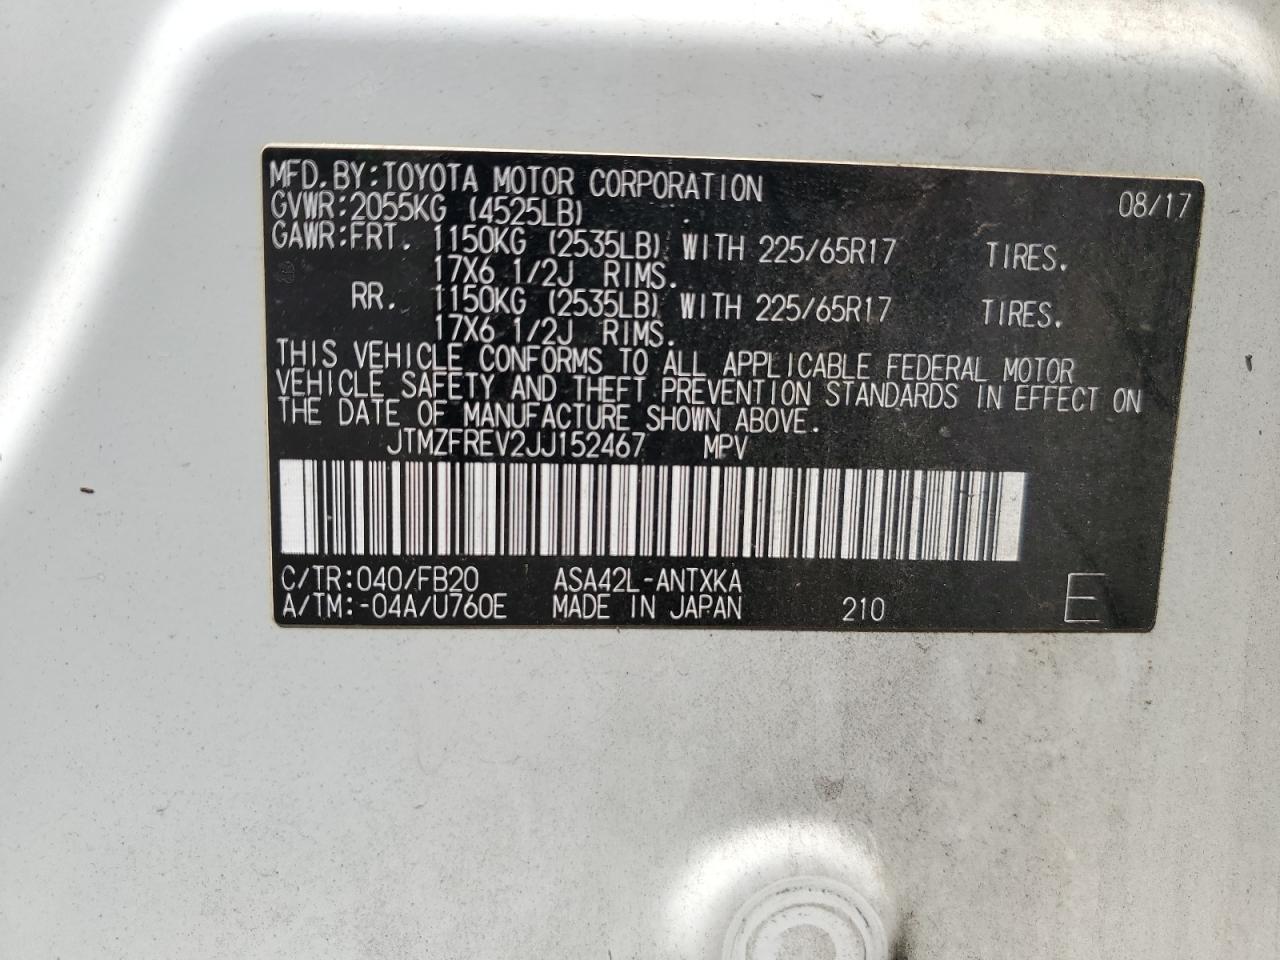 MFD.BY:TOYOTA MOTOR CORPORATION 08/17
GVWR:2055KG (4525LB)
GAWR:FRT. 1150KG (2535LB) WITH 225/65R17 TIRES.
17X6 1/2J RIMS.
RR. 1150KG (2535LB) WITH 225/65R17 TIRES.
17X6 1/2J RIMS.
THIS VEHICLE CONFORMS TO ALL APPLICABLE FEDERAL MOTOR
VEHICLE SAFETY AND THEFT PREVENTION STANDARDS IN EFFECT ON
THE DATE OF MANUFACTURE SHOWN ABOVE.
JTMZFREV2JJ152467 MPV
C/TR:040/FB20 ASA42L-ANTXKA
A/TM:-04A/U760E MADE IN JAPAN 210 E